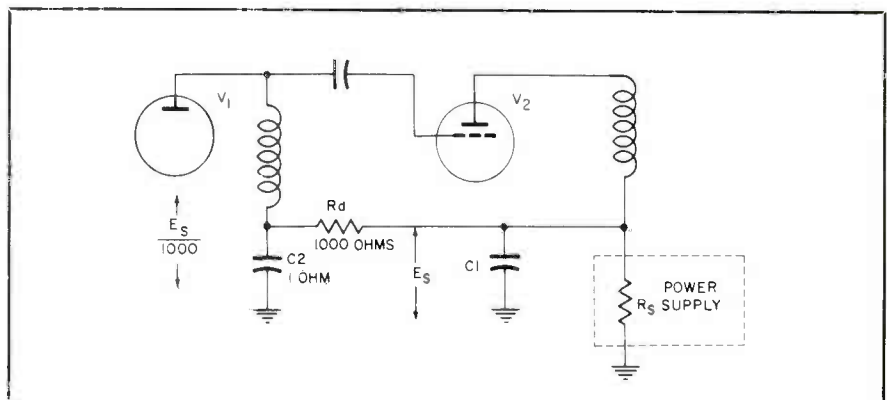 V1
V2
Rd
1000 OHMS
ES
1000
C2
1 OHM
ES
C1
RS
POWER
SUPPLY